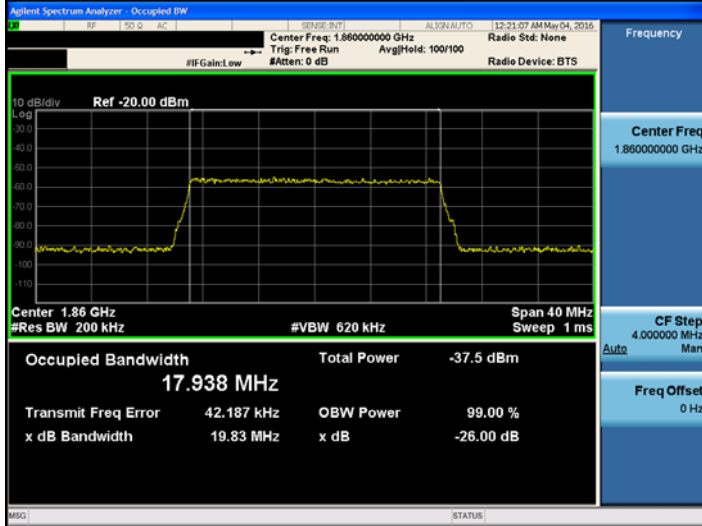 Agilent Spectrum Analyzer - Occupied BW
RF 50 Ω AC SENSE:INT ALIGN AUTO 12:21:07 AM May 04, 2016
Center Freq: 1.860000000 GHz Radio Std: None
Trig: Free Run Avg|Hold: 100/100
#IFGain:Low #Atten: 0 dB Radio Device: BTS
10 dB/div Ref -20.00 dBm
Log
-30.0
-40.0
-50.0
-60.0
-70.0
-80.0
-90.0
-100
-110
Center 1.86 GHz Span 40 MHz
#Res BW 200 kHz #VBW 620 kHz Sweep 1 ms
Occupied Bandwidth Total Power -37.5 dBm
17.938 MHz
Transmit Freq Error 42.187 kHz OBW Power 99.00 %
x dB Bandwidth 19.83 MHz x dB -26.00 dB
MSG STATUS
Frequency
Center Freq
1.860000000 GHz
CF Step
4.000000 MHz
Auto Man
Freq Offset
0 Hz